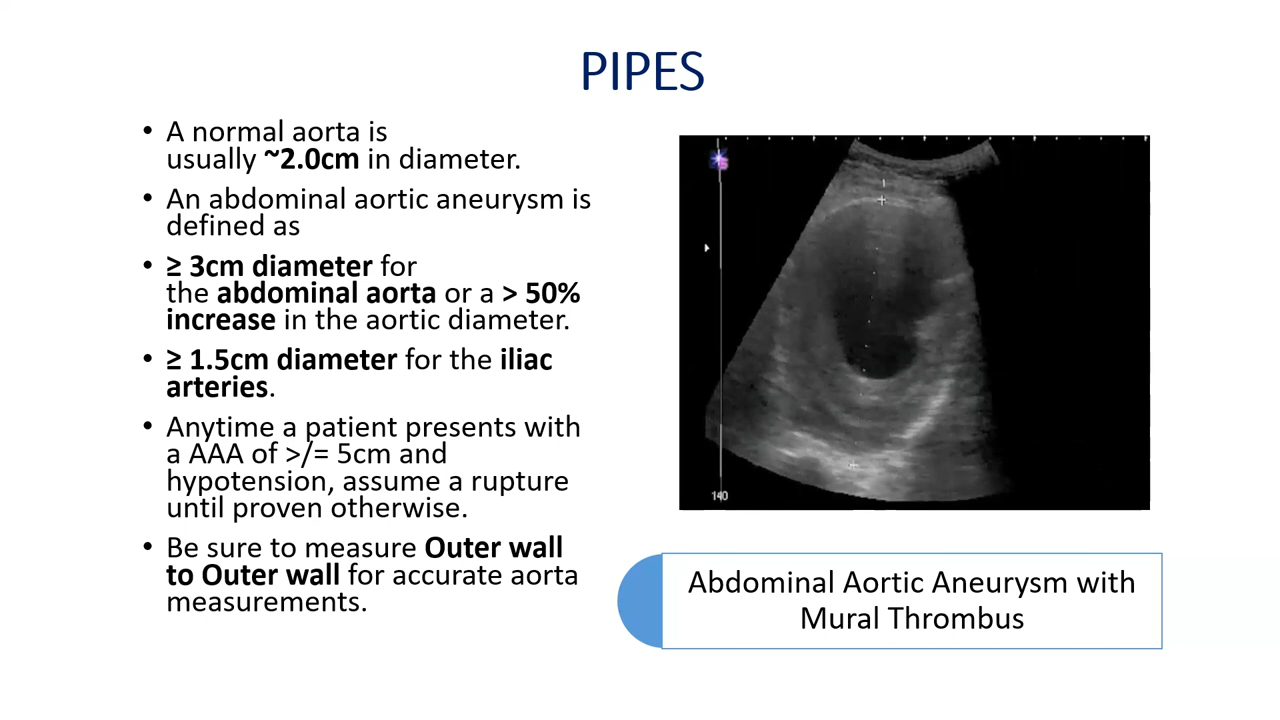 PIPES
• A normal aorta is
usually ~2.0cm in diameter.
• An abdominal aortic aneurysm is
defined as
• ≥ 3cm diameter for
the abdominal aorta or a > 50%
increase in the aortic diameter.
• ≥ 1.5cm diameter for the iliac
arteries.
• Anytime a patient presents with
a AAA of >/= 5cm and
hypotension, assume a rupture
until proven otherwise.
• Be sure to measure Outer wall
to Outer wall for accurate aorta
measurements.
140
Abdominal Aortic Aneurysm with
Mural Thrombus